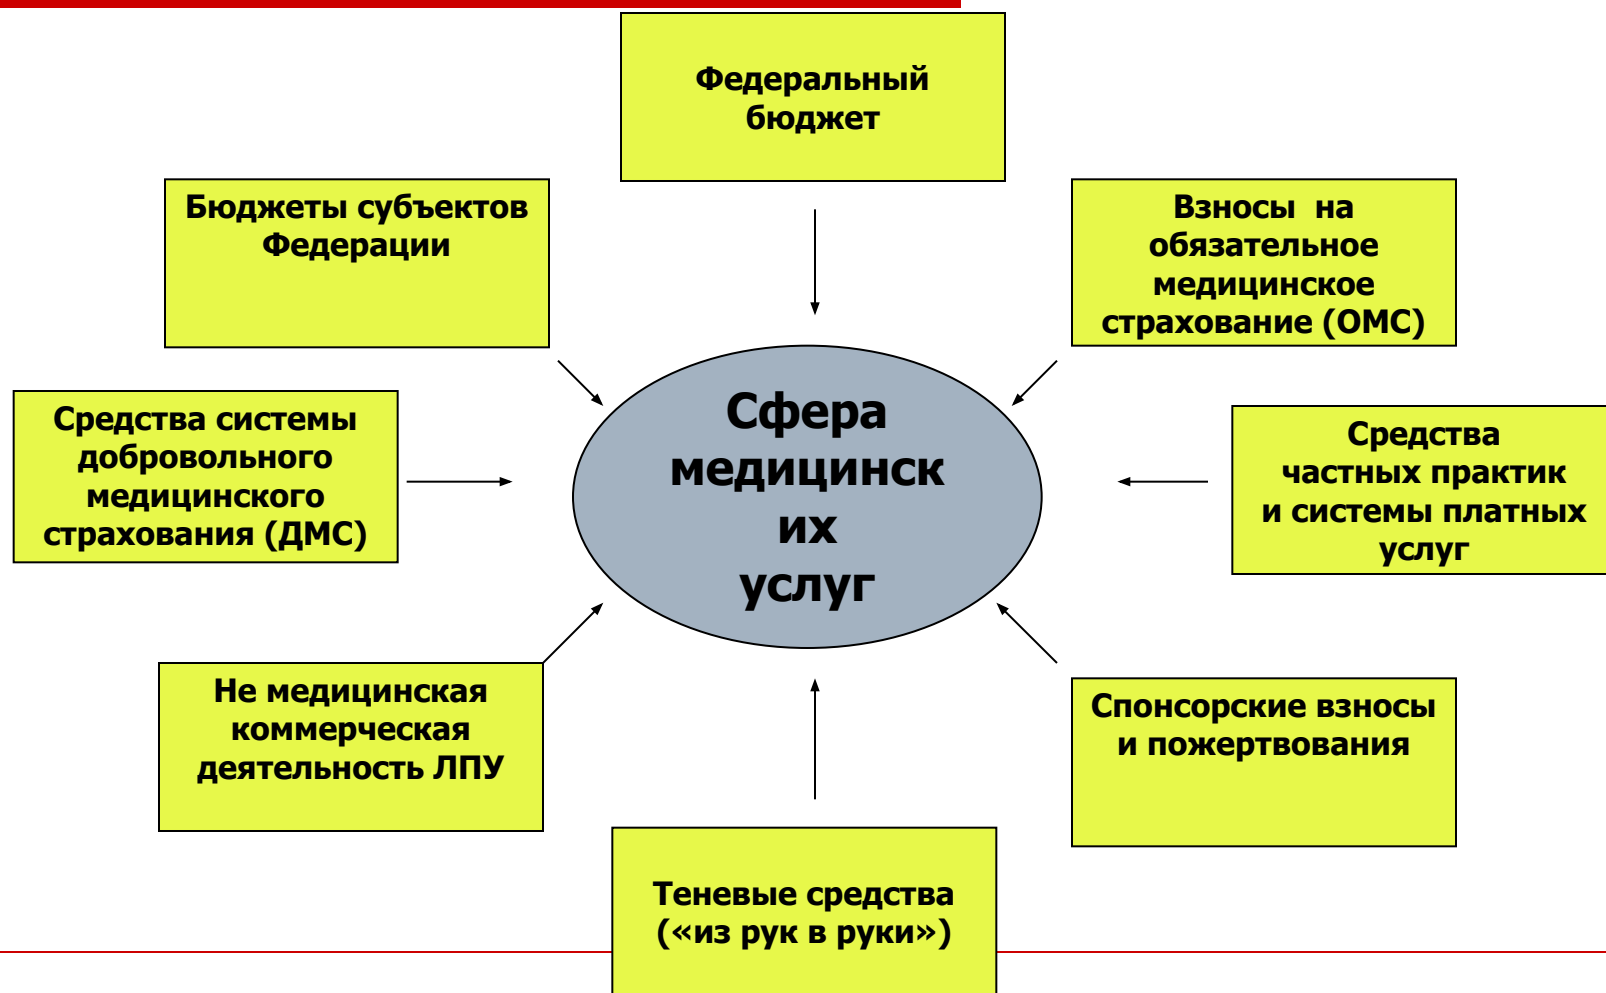 Федеральный
бюджет
Бюджеты субъектов
Федерации
Взносы на
обязательное
медицинское
страхование (ОМС)
Средства системы
добровольного
медицинского
страхования (ДМС)
Сфера
медицинск
их
услуг
Средства
частных практик
и системы платных
услуг
Не медицинская
коммерческая
деятельность ЛПУ
Спонсорские взносы
и пожертвования
Теневые средства
(«из рук в руки»)